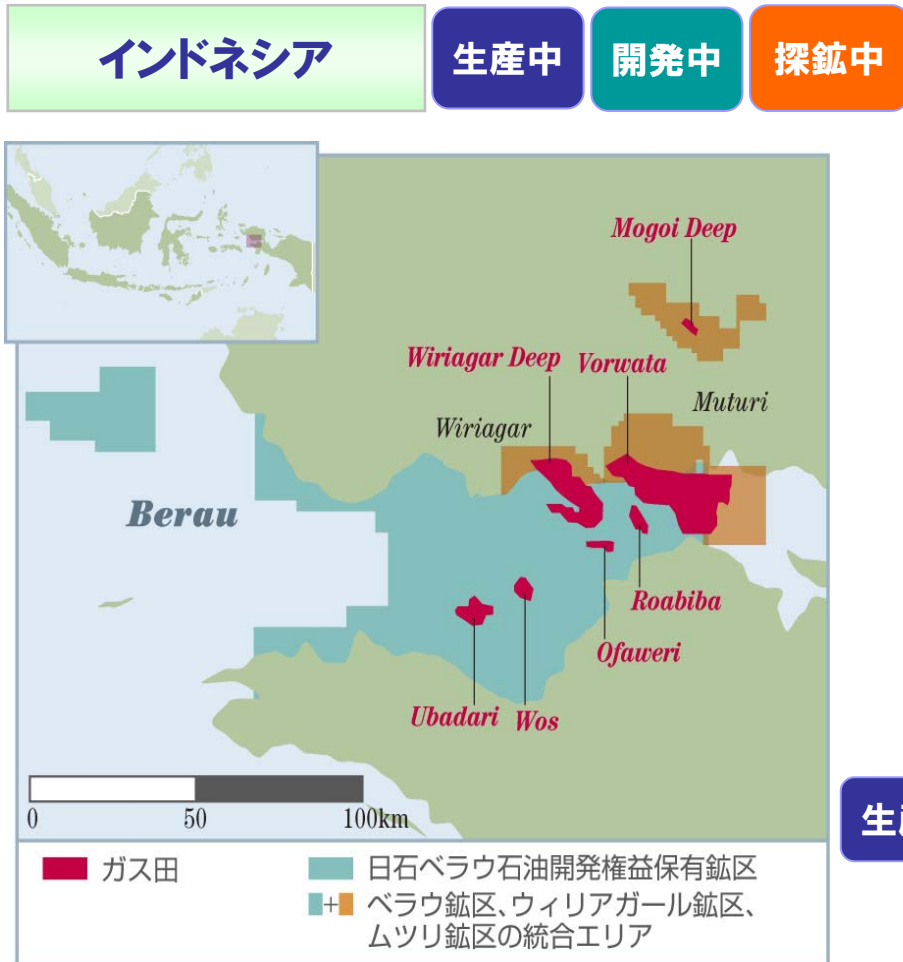 インドネシア
生産中
開発中
探鉱中
Mogoi Deep
Wiriagar Deep
Vorwata
Muturi
Wiriagar
Berau
Roabiba
Ofaweri
Ubadari
Wos
0
50
100km
生
ガス田
日石ベラウ石油開発権益保有鉱区
+
ベラウ鉱区、ウィリアガール鉱区、
ムツリ鉱区の統合エリア